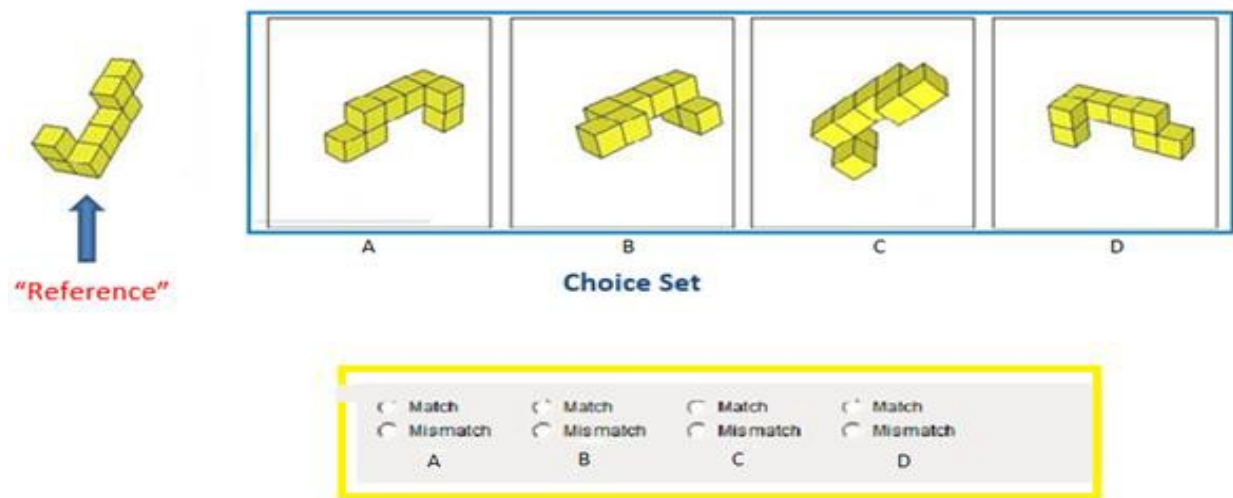 A B C D
"Reference"
Choice Set
Match Match Match Match
Mismatch Mismatch Mismatch Mismatch
A B C D